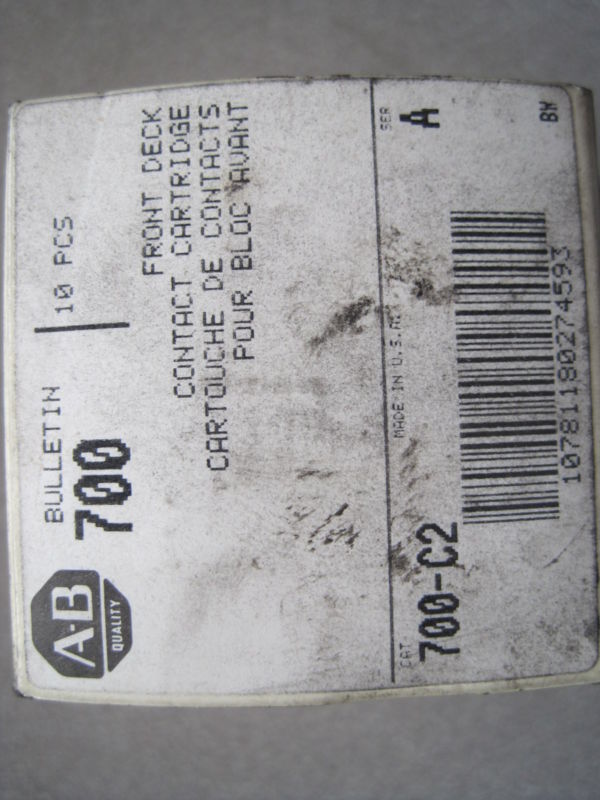 A·B
QUALITY
BULLETIN
700
10 PCS
FRONT DECK
CONTACT CARTRIDGE
CARTOUCHE DE CONTACTS
POUR BLOC AVANT
CAT
700-C2
MADE IN U.S.A.
SER
A
10781180274593
BW